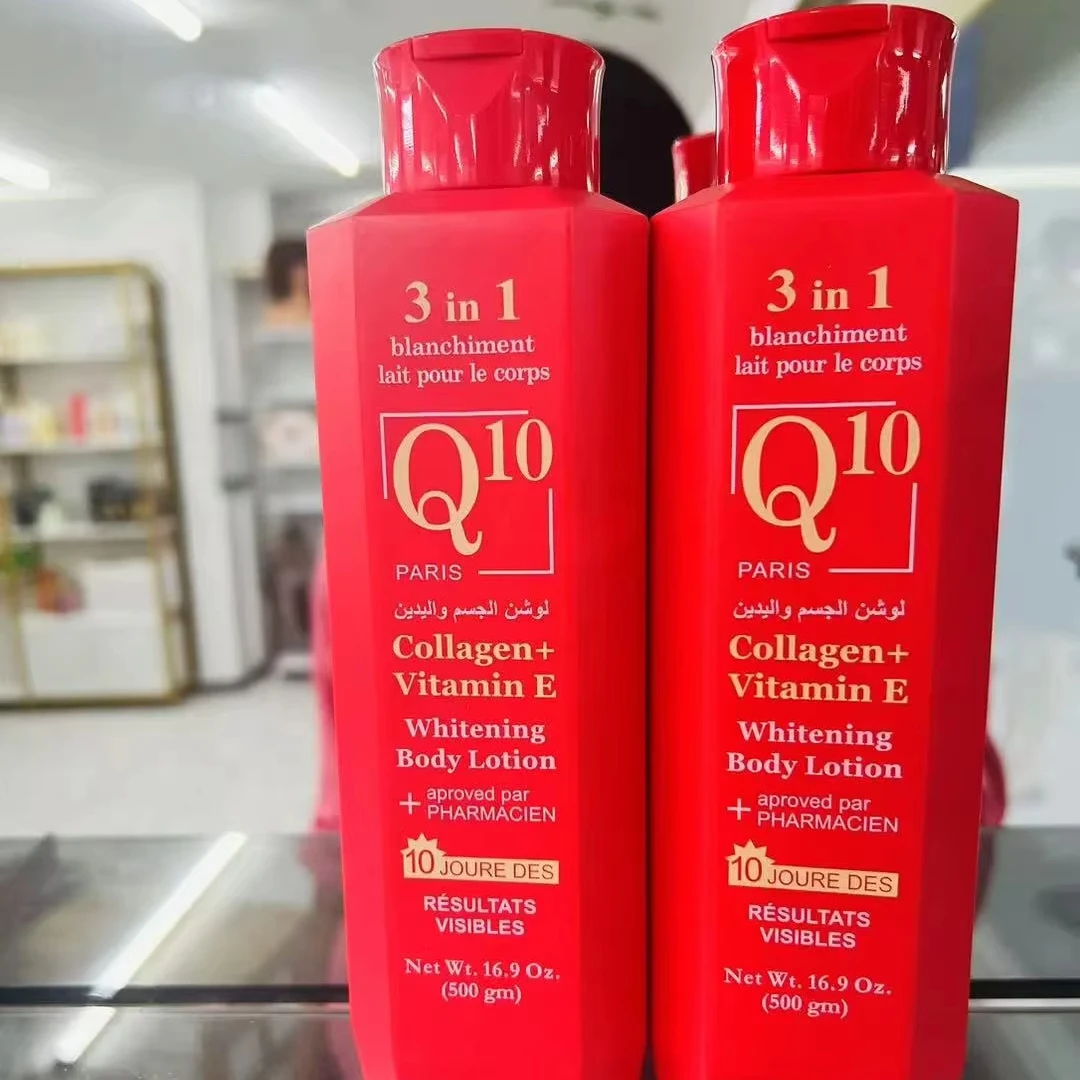 3 in 1
blanchiment
lait pour le corps
Q10
PARIS
لوشن الجسم واليدين
Collagen+
Vitamin E
Whitening
Body Lotion
+ aproved par
PHARMACIEN
10 JOURE DES
RÉSULTATS
VISIBLES
Net Wt. 16.9 Oz.
(500 gm)
3 in 1
blanchiment
lait pour le corps
Q10
PARIS
لوشن الجسم واليدين
Collagen+
Vitamin E
Whitening
Body Lotion
+ aproved par
PHARMACIEN
10 JOURE DES
RÉSULTATS
VISIBLES
Net Wt. 16.9 Oz.
(500 gm)